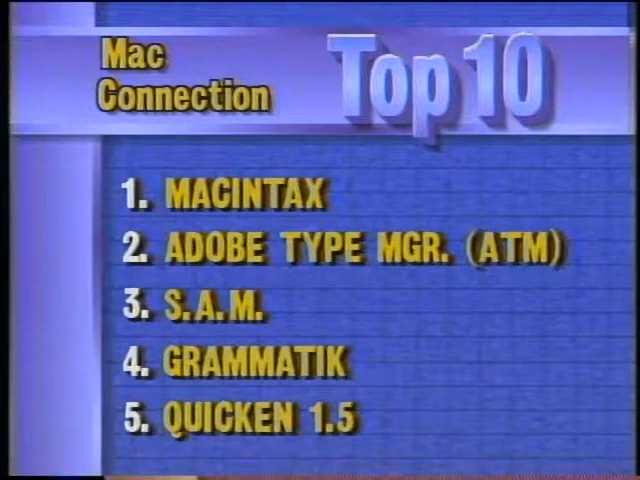 Mac
Connection
Top 10
1. MACINTAX
2. ADOBE TYPE MGR. (ATM)
3. S.A.M.
4. GRAMMATIK
5. QUICKEN 1.5